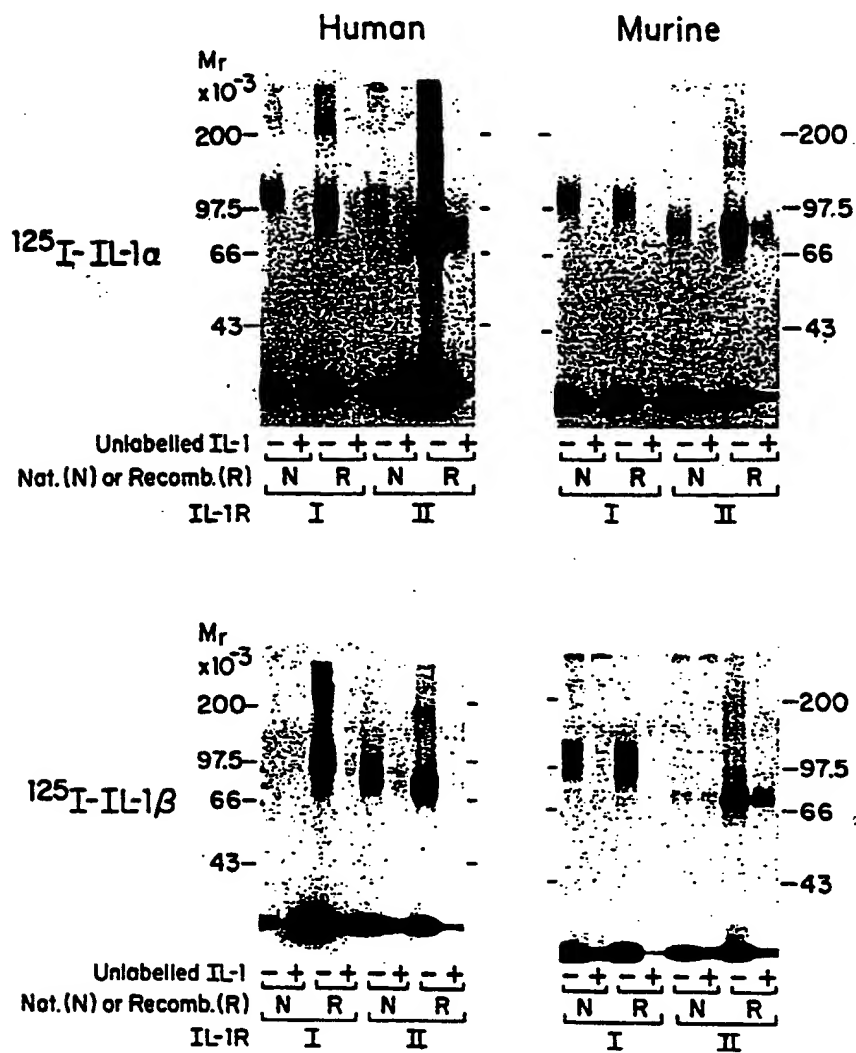 Human Murine
Mr
x10⁻³
200– –200
97.5– –97.5
¹²⁵I-IL-1α
66– –66
43– –43
Unlabelled IL-1 – + – + – + – + – + – + – + – +
Nat.(N) or Recomb.(R) N R N R N R N R
IL-1R I II I II
Mr
x10⁻³
200– –200
97.5– –97.5
¹²⁵I-IL-1β
66– –66
43– –43
Unlabelled IL-1 – + – + – + – + – + – + – + – +
Nat.(N) or Recomb.(R) N R N R N R N R
IL-1R I II I II